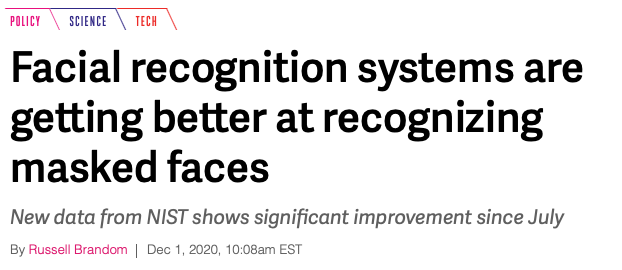 POLICY SCIENCE TECH
Facial recognition systems are
getting better at recognizing
masked faces
New data from NIST shows significant improvement since July
By Russell Brandom | Dec 1, 2020, 10:08am EST